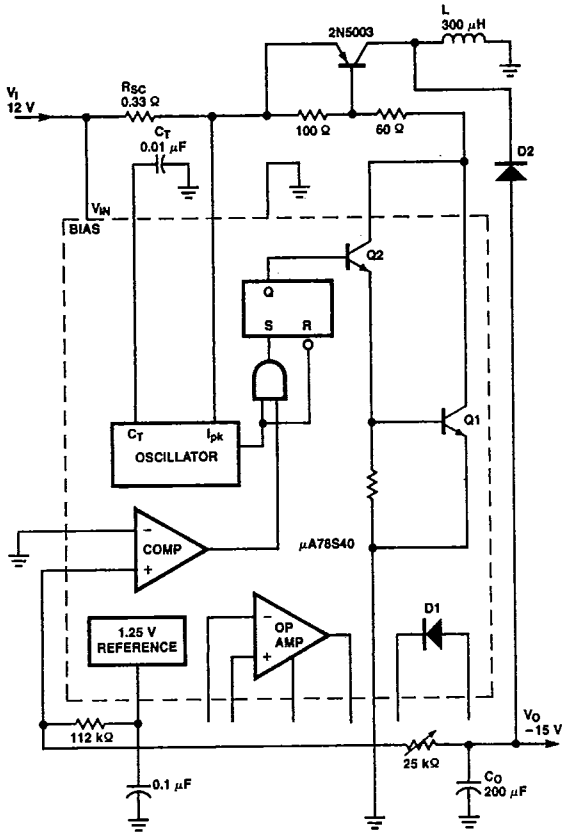 L
300 μH
2N5003
V_I
12 V
R_SC
0.33 Ω
C_T
0.01 μF
100 Ω
60 Ω
D2
V_IN
BIAS
Q2
Q
S R
C_T I_pk
OSCILLATOR
Q1
−
COMP
+
μA78S40
1.25 V
REFERENCE
−
OP
AMP
+
D1
112 kΩ
V_O
−15 V
25 kΩ
0.1 μF
C_O
200 μF